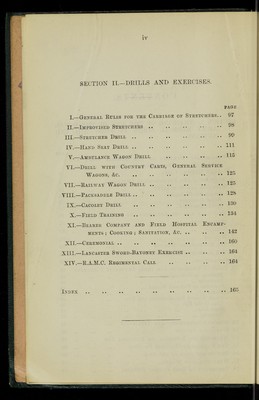 iv
SECTION II.—DRILLS AND EXERCISES.
PAGE
I.—General Rules for the Carriage of Stretchers.. 97
II.—Improvised Stretchers .. .. .. .. .. 98
III.—Stretcher Drill .. .. .. .. .. .. 99
IV.—Hand Seat Drill .. .. .. .. .. .. 111
V.—Ambulance Wagon Drill .. .. .. .. 115
VI.—Drill with Country Carts, General Service
Wagons, &c. .. .. .. .. .. .. 125
VII.—Railway Wagon Drill .. .. .. .. .. 125
VIII.—Packsaddle Drill .. .. .. .. .. .. 128
IX.—Cacolet Drill .. .. .. .. .. .. 130
X.—Field Training .. .. .. .. .. .. 134
XI.—Bearer Company and Field Hospital Encamp-
ments; Cooking; Sanitation, &c. .. .. .. 142
XII.—Ceremonial .. .. .. .. .. .. .. 160
XIII.—Lancaster Sword-Bayonet Exercise .. .. .. 164
XIV.—R.A.M.C. Regimental Call .. .. .. .. 164
Index .. .. .. .. .. .. .. .. .. 165